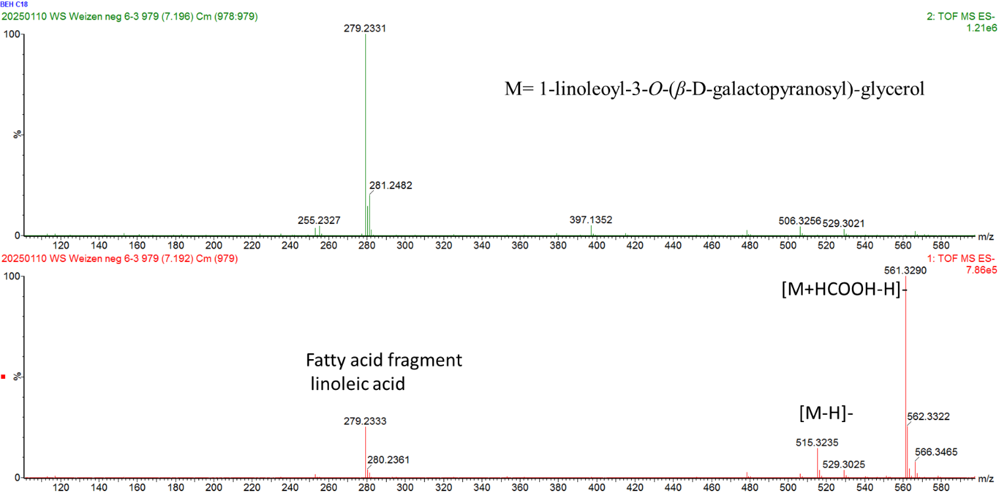 BEH C18
20250110 WS Weizen neg 6-3 979 (7.196) Cm (978:979)
2: TOF MS ES-
1.21e6
100
279.2331
M= 1-linoleoyl-3-O-(β-D-galactopyranosyl)-glycerol
%
281.2482
255.2327
397.1352
506.3256
529.3021
0
m/z
120 140 160 180 200 220 240 260 280 300 320 340 360 380 400 420 440 460 480 500 520 540 560 580
20250110 WS Weizen neg 6-3 979 (7.192) Cm (979)
1: TOF MS ES-
7.86e5
100
561.3290
[M+HCOOH-H]-
Fatty acid fragment
linoleic acid
%
[M-H]-
279.2333
562.3322
515.3235
280.2361
566.3465
529.3025
0
m/z
120 140 160 180 200 220 240 260 280 300 320 340 360 380 400 420 440 460 480 500 520 540 560 580